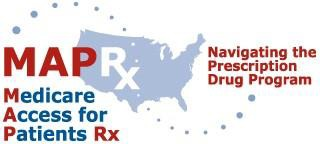 MAPRx
Medicare
Access for
Patients Rx
Navigating the
Prescription
Drug Program